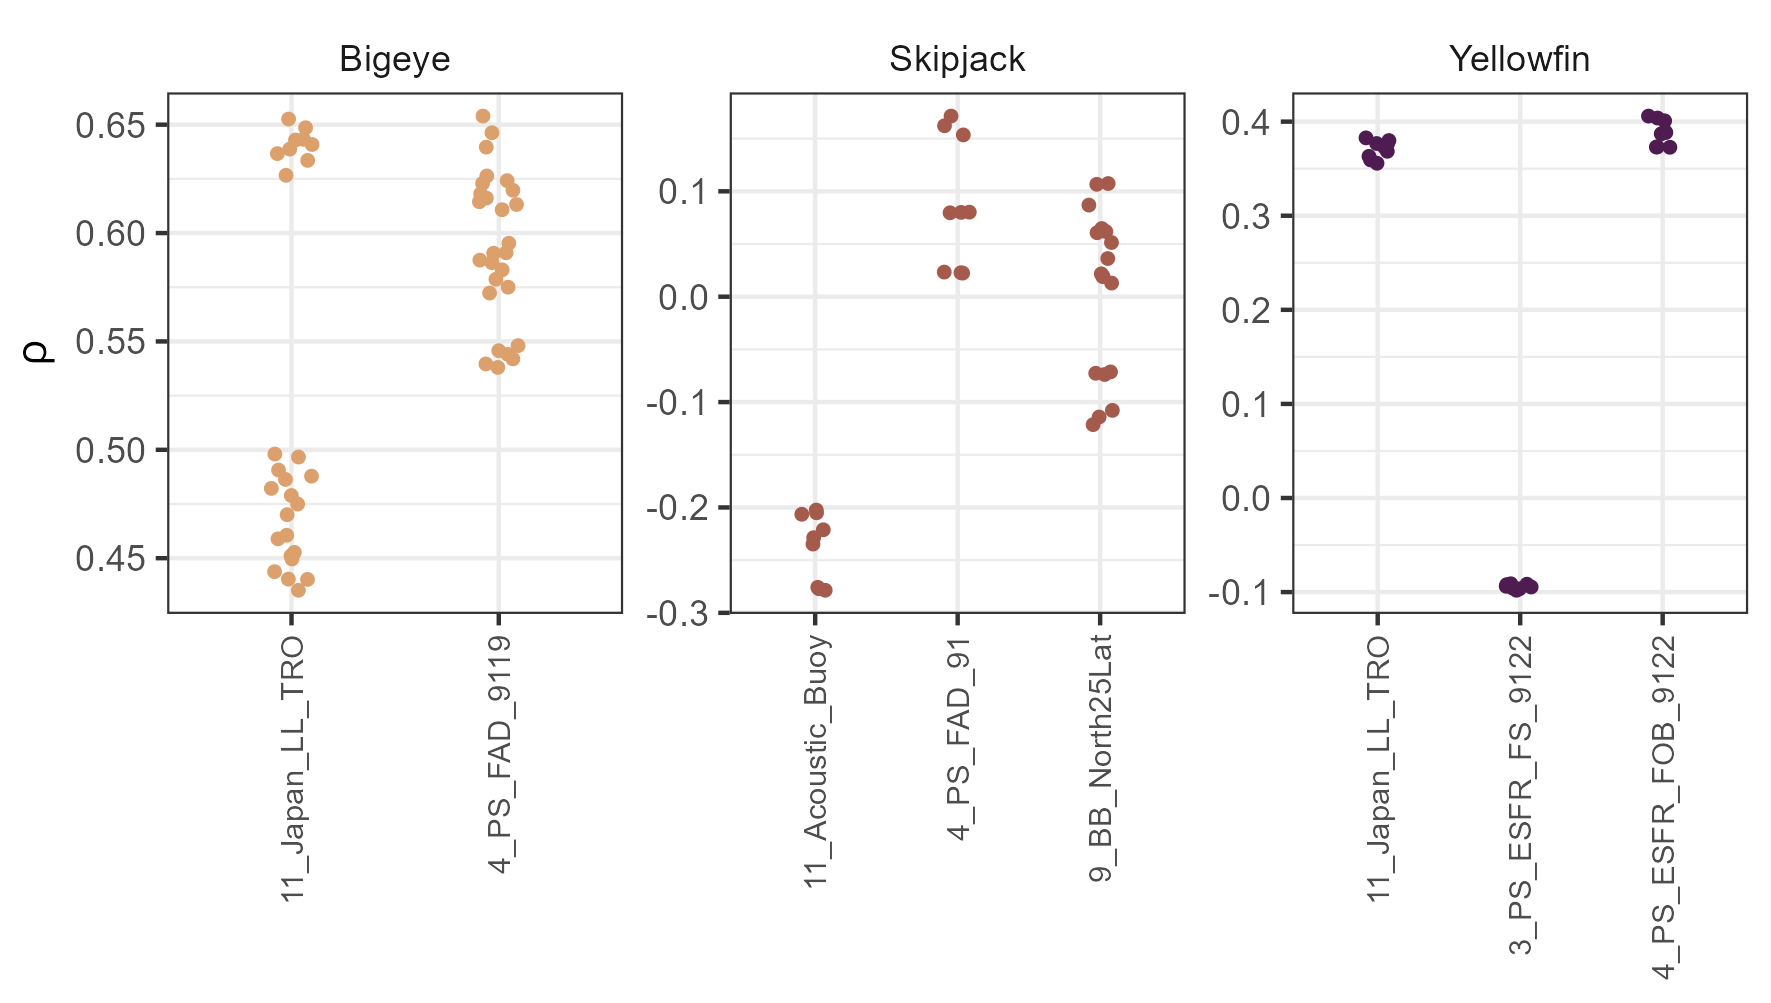 Bigeye
Skipjack
Yellowfin
ρ
0.65
0.60
0.55
0.50
0.45
0.1
0.0
-0.1
-0.2
-0.3
0.4
0.3
0.2
0.1
0.0
-0.1
11_Japan_LL_TRO
4_PS_FAD_9119
11_Acoustic_Buoy
4_PS_FAD_91
9_BB_North25Lat
11_Japan_LL_TRO
3_PS_ESFR_FS_9122
4_PS_ESFR_FOB_9122